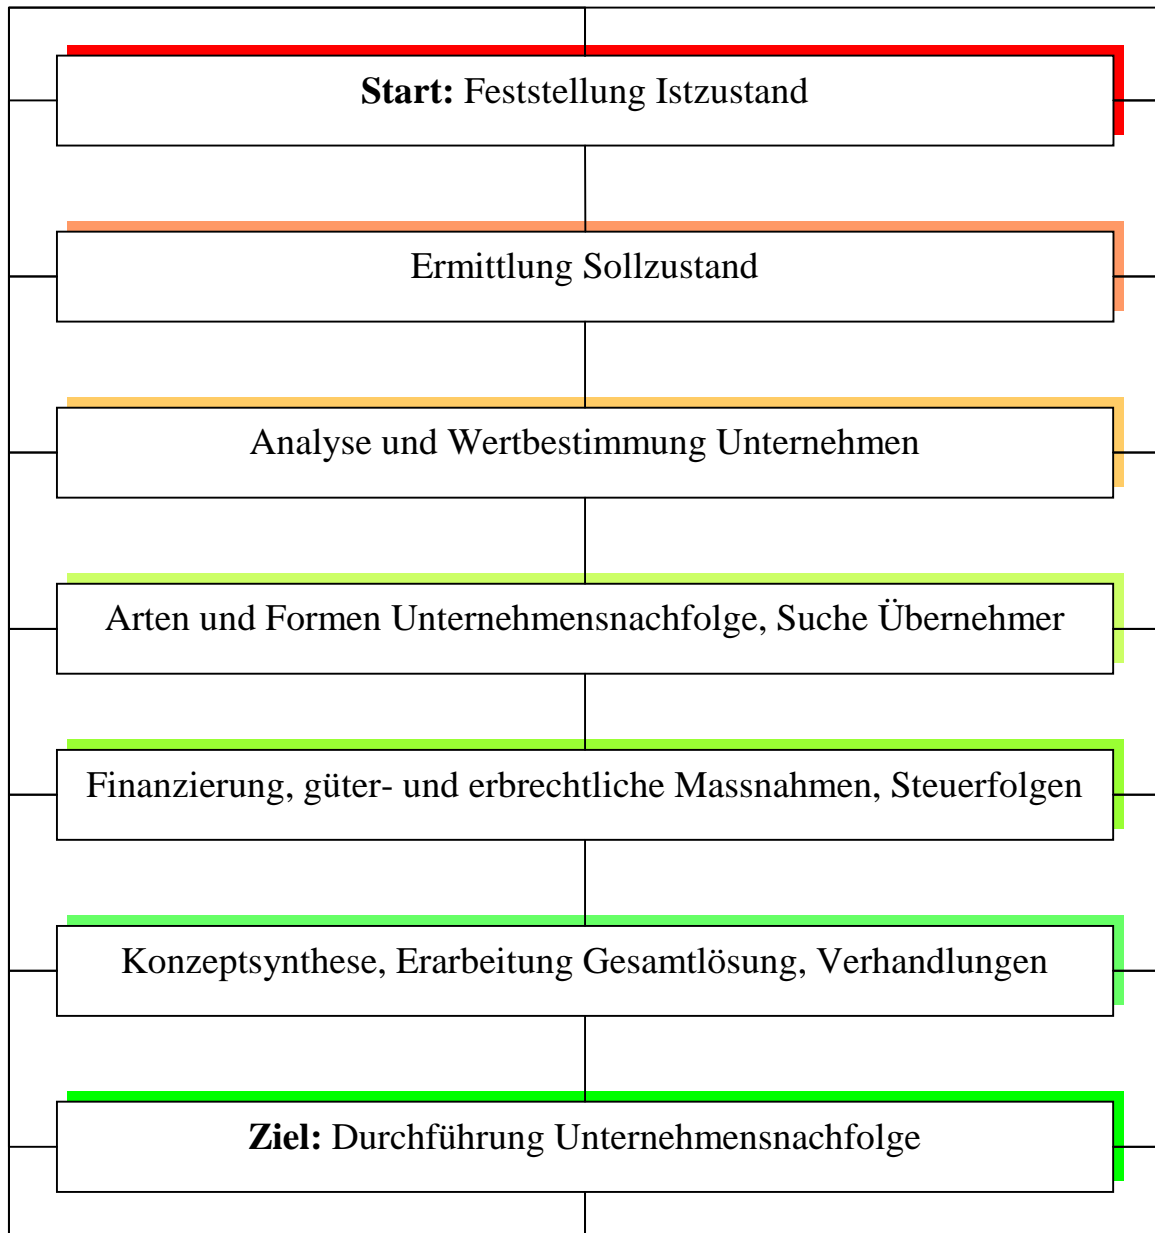 Start: Feststellung Istzustand
Ermittlung Sollzustand
Analyse und Wertbestimmung Unternehmen
Arten und Formen Unternehmensnachfolge, Suche Übernehmer
Finanzierung, güter- und erbrechtliche Massnahmen, Steuerfolgen
Konzeptsynthese, Erarbeitung Gesamtlösung, Verhandlungen
Ziel: Durchführung Unternehmensnachfolge